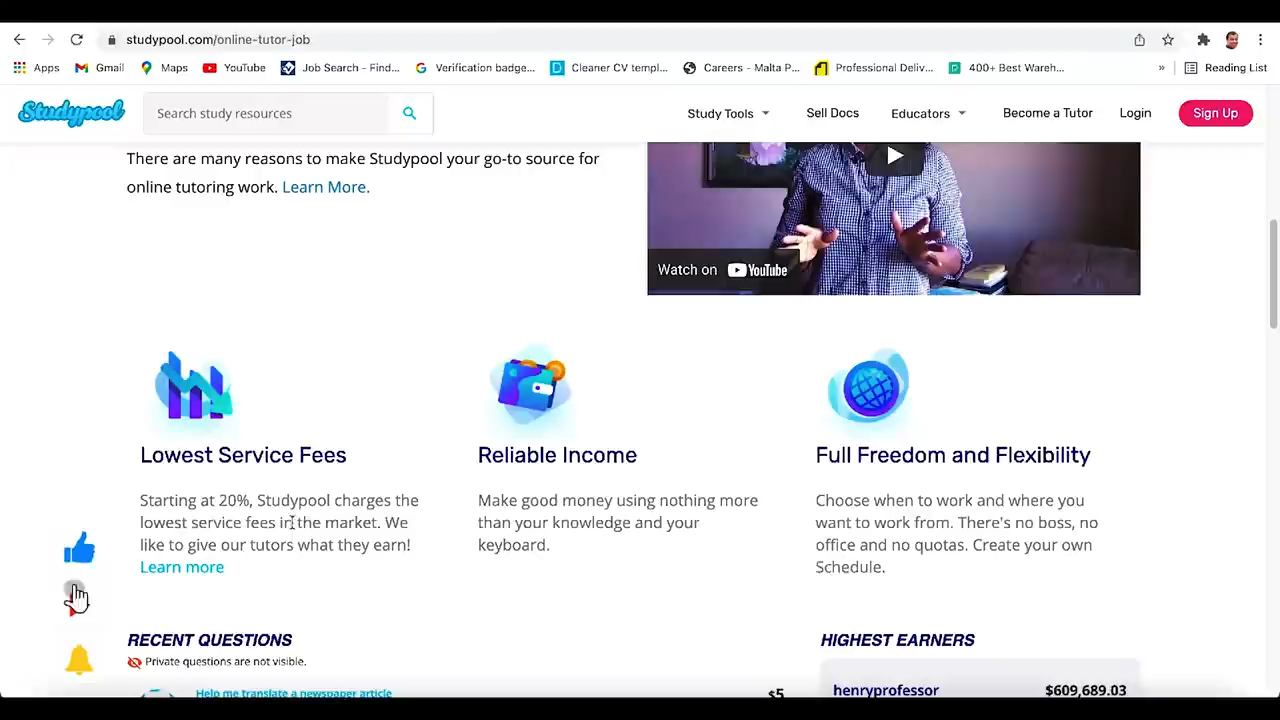 studypool.com/online-tutor-job
Apps Gmail Maps YouTube Job Search - Find... Verification badge... Cleaner CV templ... Careers – Malta P... Professional Deliv... 400+ Best Wareh... » Reading List
Studypool Search study resources Study Tools Sell Docs Educators Become a Tutor Login Sign Up
There are many reasons to make Studypool your go-to source for
online tutoring work. Learn More.
Watch on YouTube
Lowest Service Fees
Starting at 20%, Studypool charges the
lowest service fees in the market. We
like to give our tutors what they earn!
Learn more
Reliable Income
Make good money using nothing more
than your knowledge and your
keyboard.
Full Freedom and Flexibility
Choose when to work and where you
want to work from. There's no boss, no
office and no quotas. Create your own
Schedule.
RECENT QUESTIONS
Private questions are not visible.
Help me translate a newspaper article
$5
HIGHEST EARNERS
henryprofessor $609,689.03